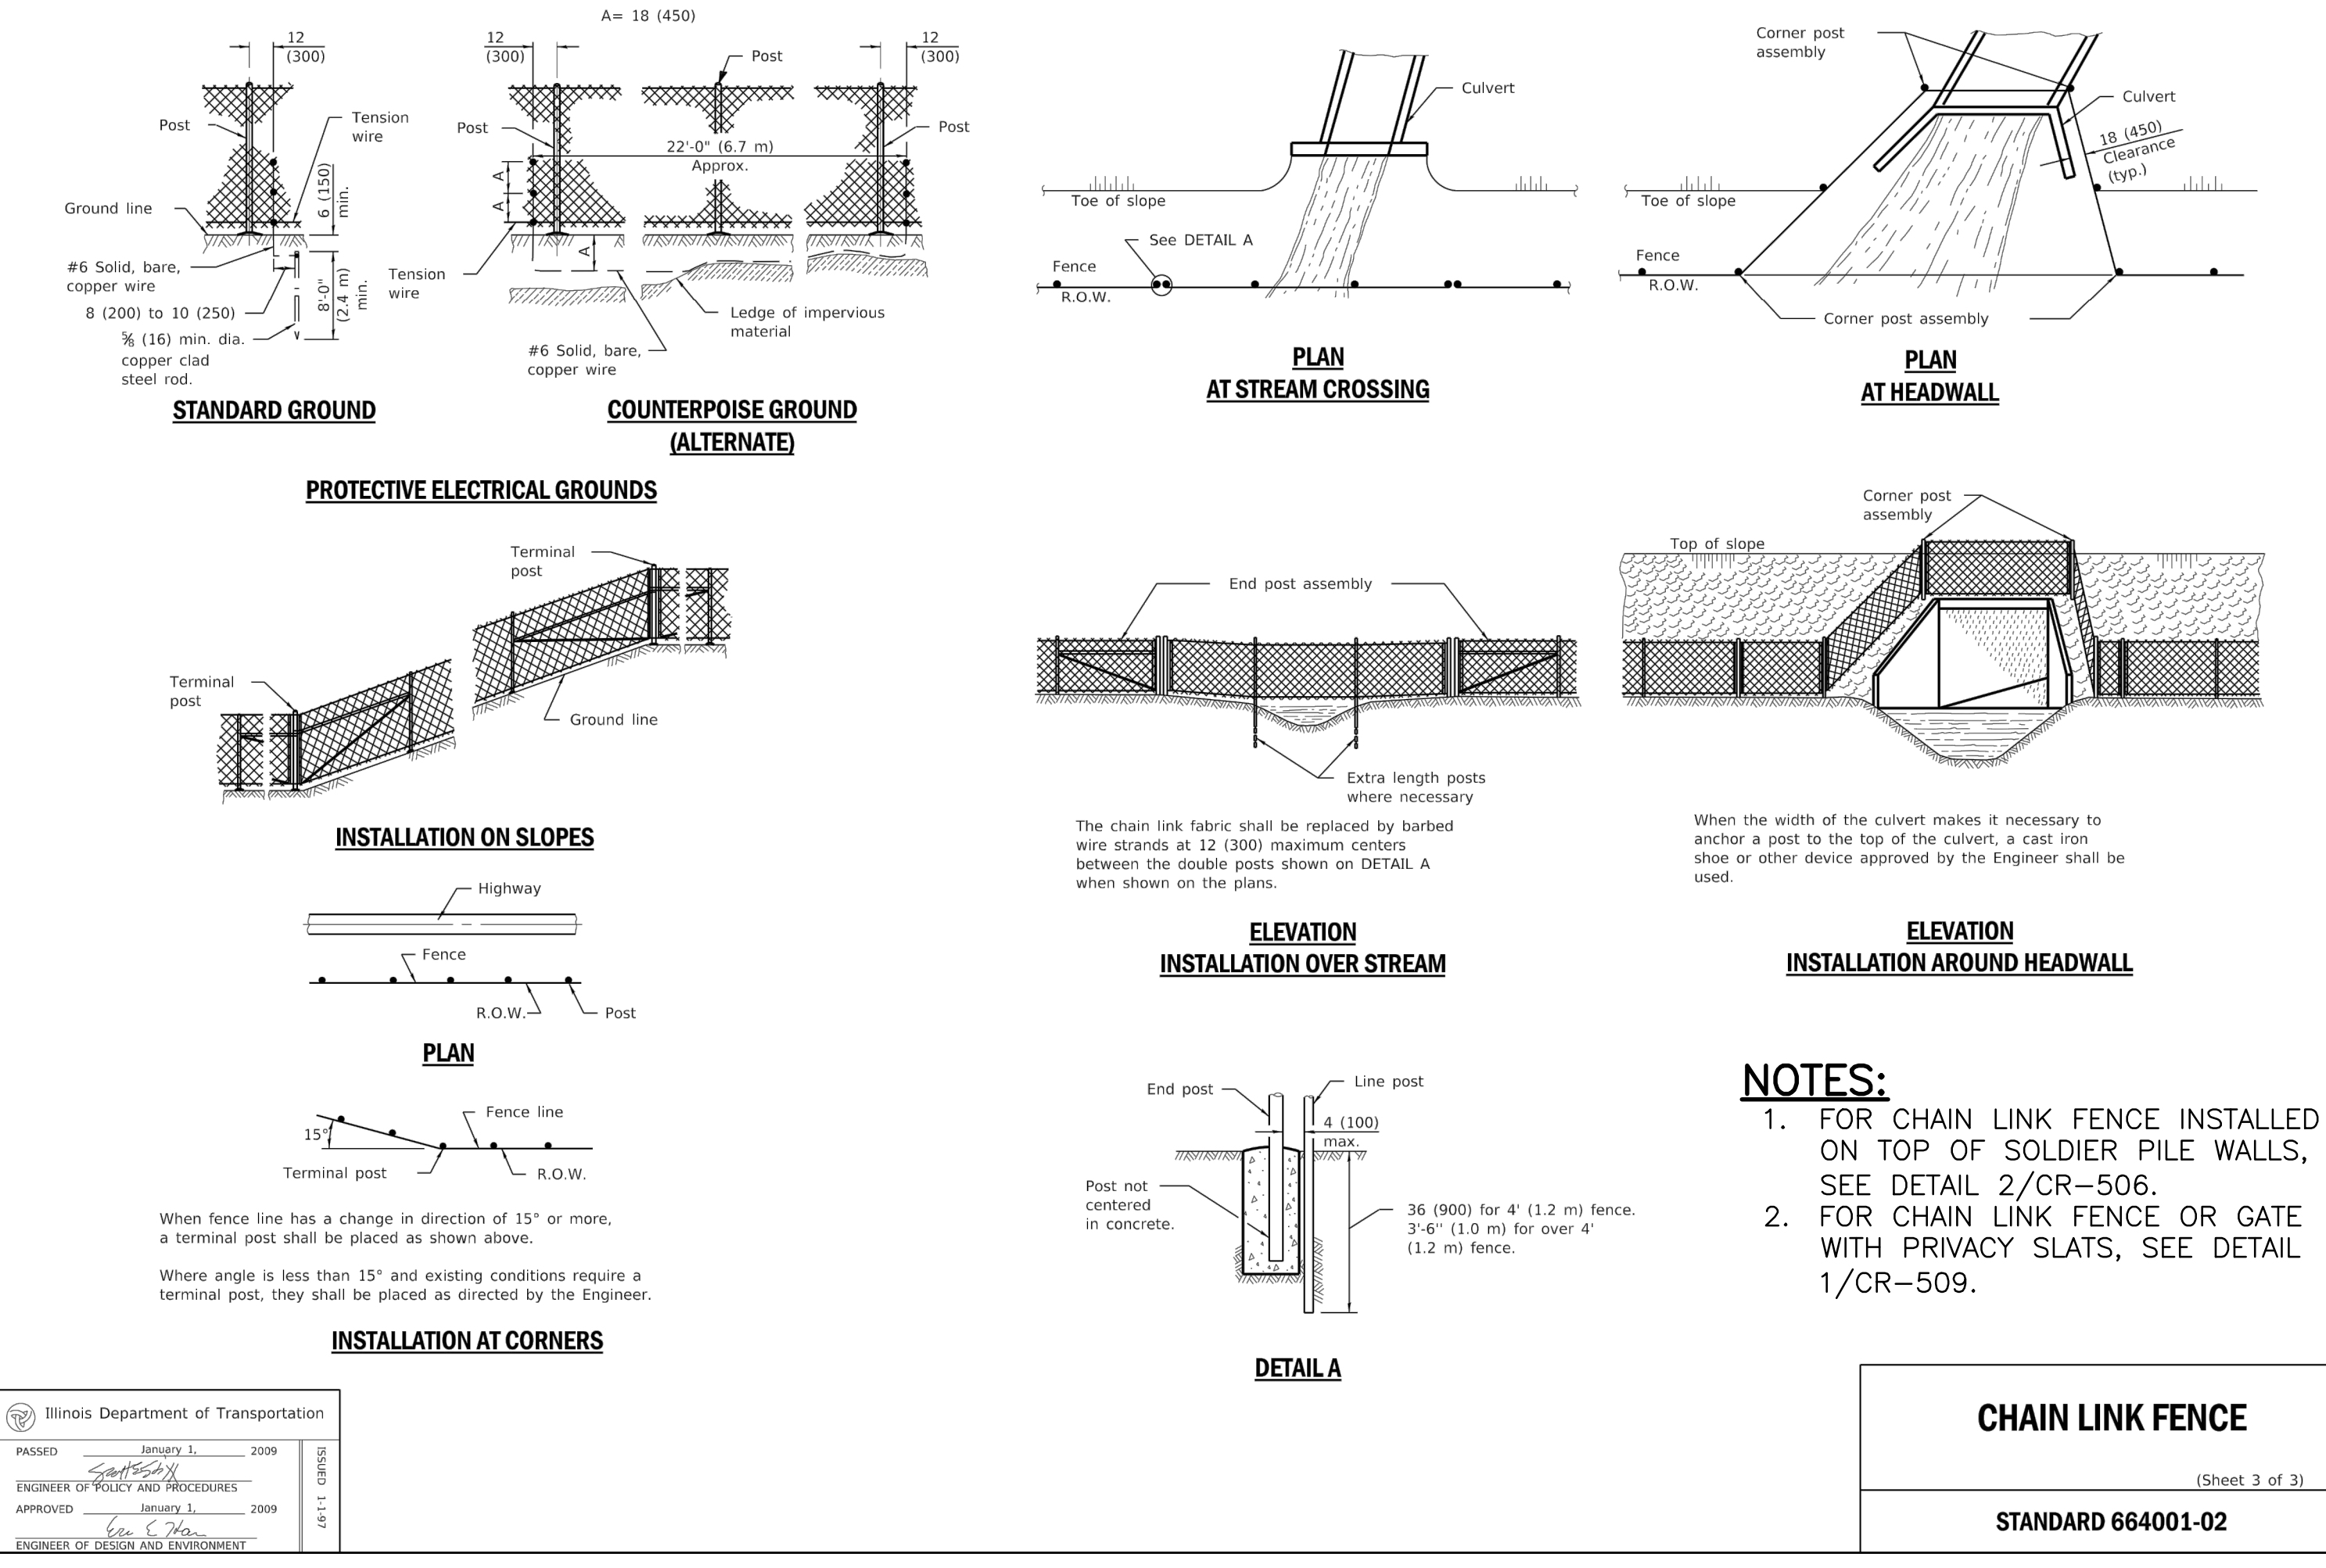 A= 18 (450)
12
(300)
Post
Tension
wire
6 (150)
min.
Ground line
#6 Solid, bare,
copper wire
8 (200) to 10 (250)
8'-0"
(2.4 m)
min.
⅝ (16) min. dia.
copper clad
steel rod.
STANDARD GROUND
12
(300)
Post
12
(300)
Post
Post
22'-0" (6.7 m)
Approx.
A
A
A
Tension
wire
Ledge of impervious
material
#6 Solid, bare,
copper wire
COUNTERPOISE GROUND
(ALTERNATE)
PROTECTIVE ELECTRICAL GROUNDS
Culvert
Toe of slope
See DETAIL A
Fence
R.O.W.
PLAN
AT STREAM CROSSING
Corner post
assembly
Culvert
18 (450)
Clearance
(typ.)
Toe of slope
Fence
R.O.W.
Corner post assembly
PLAN
AT HEADWALL
Terminal
post
Terminal
post
Ground line
INSTALLATION ON SLOPES
End post assembly
Extra length posts
where necessary
The chain link fabric shall be replaced by barbed
wire strands at 12 (300) maximum centers
between the double posts shown on DETAIL A
when shown on the plans.
ELEVATION
INSTALLATION OVER STREAM
Corner post
assembly
Top of slope
When the width of the culvert makes it necessary to
anchor a post to the top of the culvert, a cast iron
shoe or other device approved by the Engineer shall be
used.
ELEVATION
INSTALLATION AROUND HEADWALL
Highway
Fence
R.O.W.
Post
PLAN
15°
Fence line
Terminal post
R.O.W.
When fence line has a change in direction of 15° or more,
a terminal post shall be placed as shown above.
Where angle is less than 15° and existing conditions require a
terminal post, they shall be placed as directed by the Engineer.
INSTALLATION AT CORNERS
End post
Line post
4 (100)
max.
Post not
centered
in concrete.
36 (900) for 4' (1.2 m) fence.
3'-6'' (1.0 m) for over 4'
(1.2 m) fence.
DETAIL A
NOTES:
1. FOR CHAIN LINK FENCE INSTALLED
ON TOP OF SOLDIER PILE WALLS,
SEE DETAIL 2/CR-506.
2. FOR CHAIN LINK FENCE OR GATE
WITH PRIVACY SLATS, SEE DETAIL
1/CR-509.
Illinois Department of Transportation
PASSED January 1, 2009
ENGINEER OF POLICY AND PROCEDURES
APPROVED January 1, 2009
ENGINEER OF DESIGN AND ENVIRONMENT
ISSUED 1-1-97
CHAIN LINK FENCE
(Sheet 3 of 3)
STANDARD 664001-02